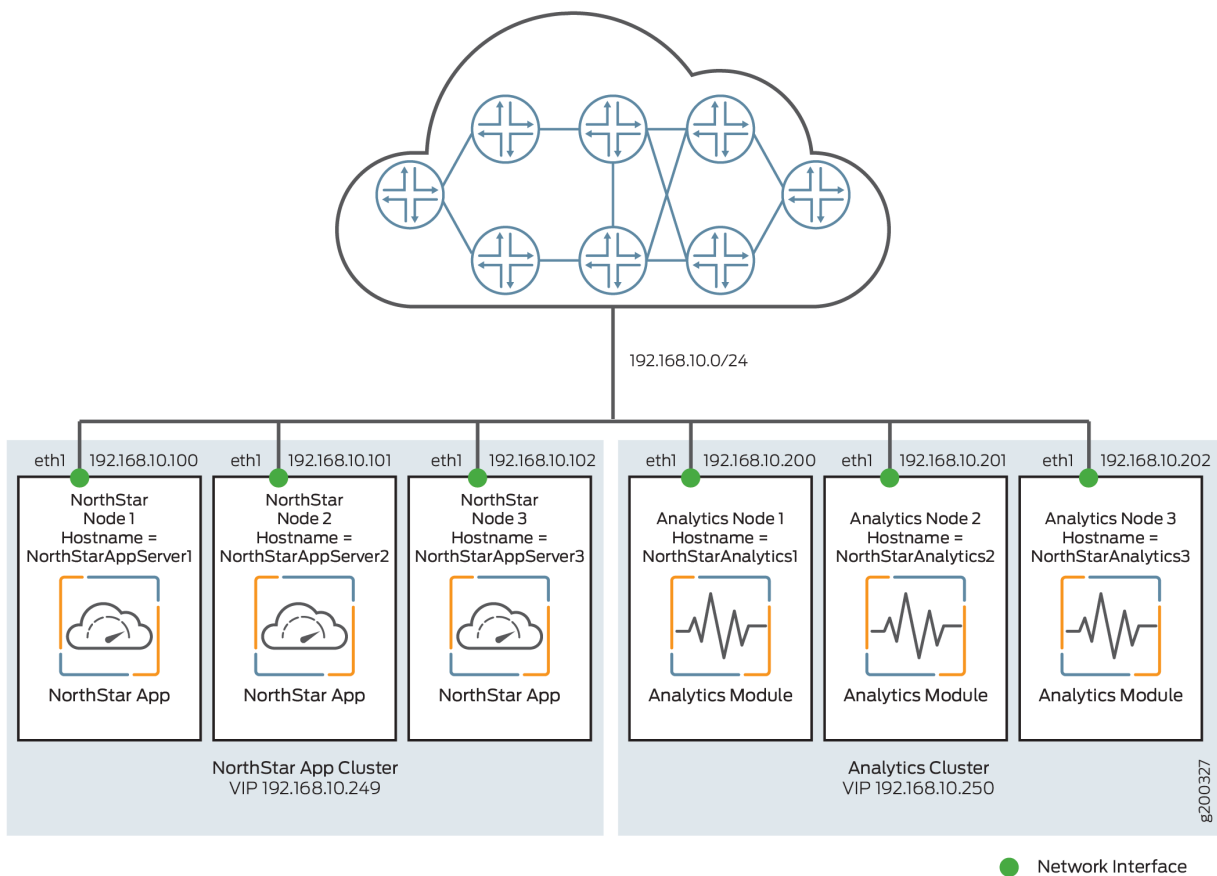 192.168.10.0/24
eth1 192.168.10.100
eth1 192.168.10.101
eth1 192.168.10.102
eth1 192.168.10.200
eth1 192.168.10.201
eth1 192.168.10.202
NorthStar
Node 1
Hostname =
NorthStarAppServer1
NorthStar App
NorthStar
Node 2
Hostname =
NorthStarAppServer2
NorthStar App
NorthStar
Node 3
Hostname =
NorthStarAppServer3
NorthStar App
Analytics Node 1
Hostname =
NorthStarAnalytics1
Analytics Module
Analytics Node 2
Hostname =
NorthStarAnalytics2
Analytics Module
Analytics Node 3
Hostname =
NorthStarAnalytics3
Analytics Module
NorthStar App Cluster
VIP 192.168.10.249
Analytics Cluster
VIP 192.168.10.250
g200327
Network Interface